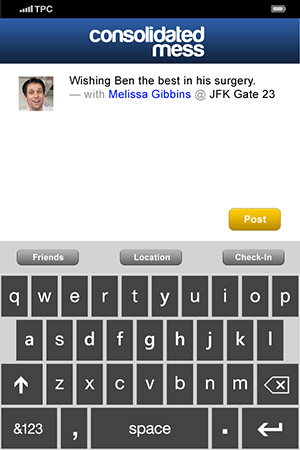 TPC
consolidated
mess
Wishing Ben the best in his surgery.
— with Melissa Gibbins @ JFK Gate 23
Post
Friends Location Check-In
q w e r t y u i o p
a s d f g h j k l
z x c v b n m
&123 , space .